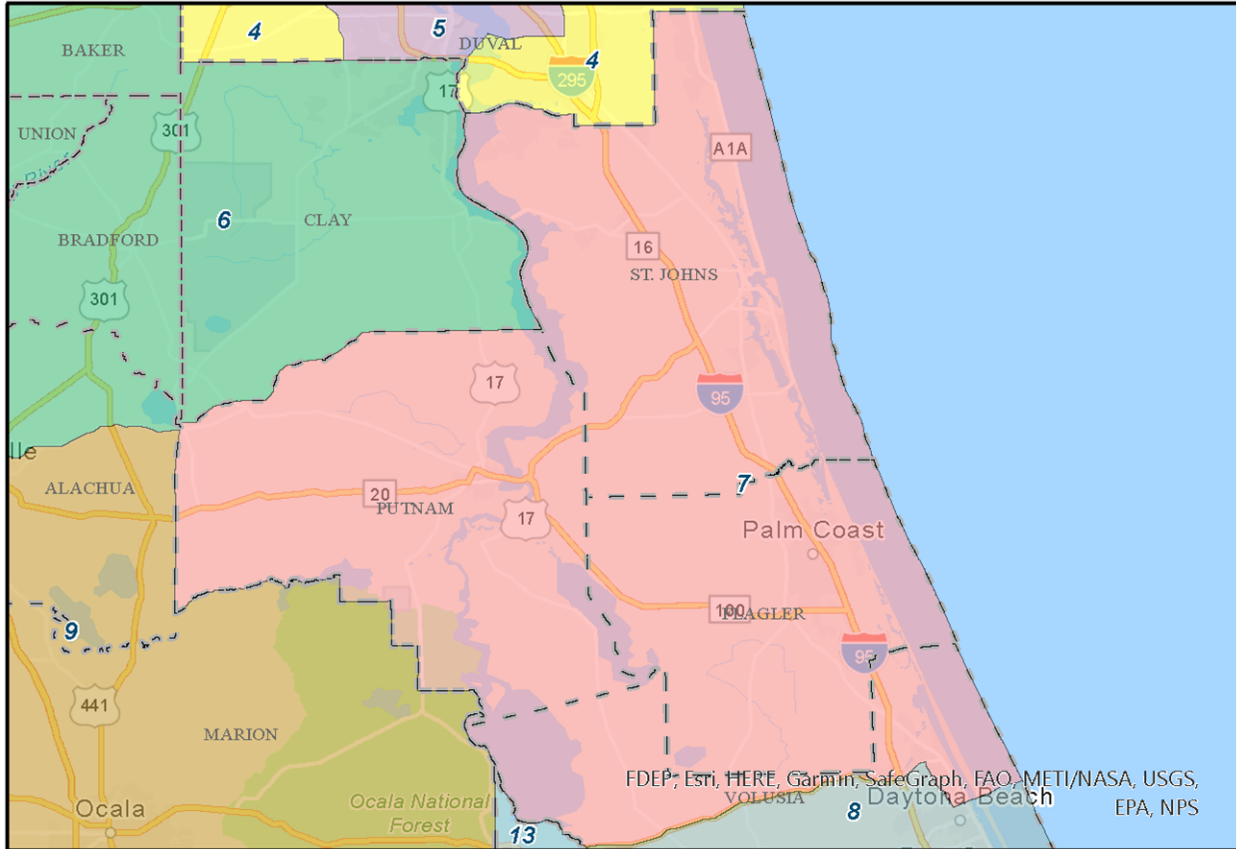 4
5
DUVAL
4
BAKER
295
17
UNION
301
River
A1A
6
CLAY
BRADFORD
16
ST. JOHNS
301
17
95
lle
ALACHUA
7
20
PUTNAM
17
Palm Coast
100
FLAGLER
9
95
441
MARION
FDEP, Esri, HERE, Garmin, SafeGraph, FAO, METI/NASA, USGS,
EPA, NPS
VOLUSIA
Daytona Beach
Ocala
Ocala National
Forest
8
13